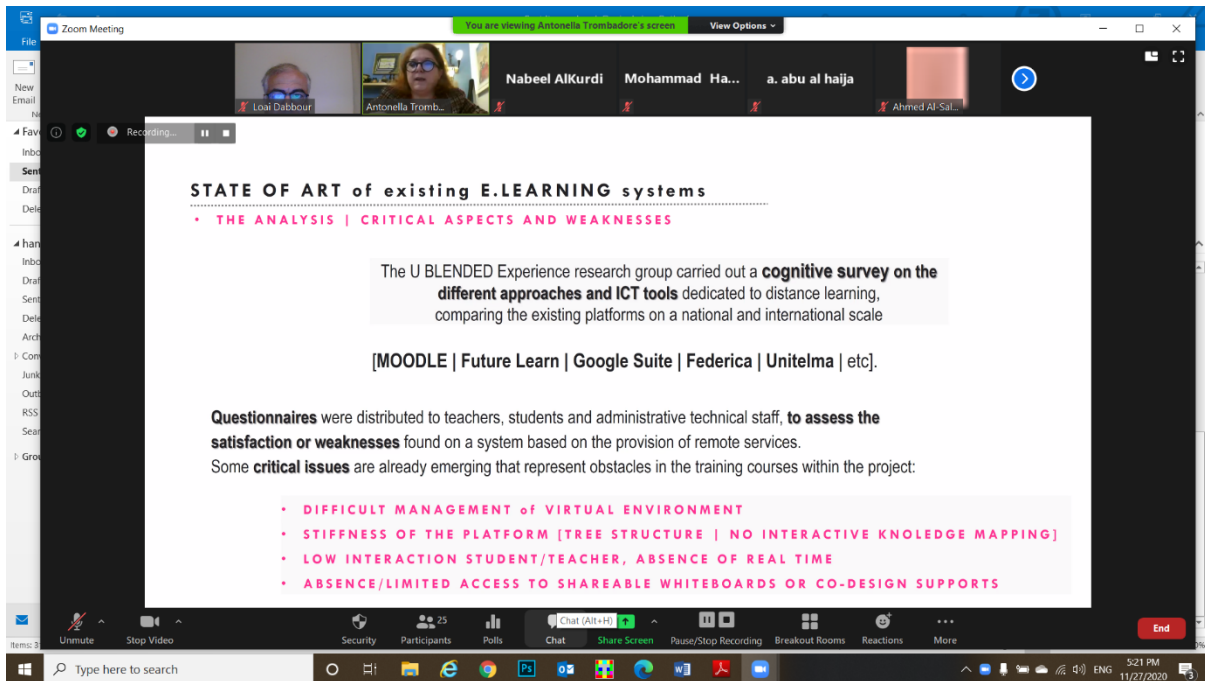 File
Zoom Meeting
You are viewing Antonella Trombadore's screen
View Options
New
Email
Loai Dabbour
Antonella Tromb...
Nabeel AlKurdi
Mohammad Ha...
a. abu al haija
Ahmed Al-Sal...
Recording...
STATE OF ART of existing E.LEARNING systems
• THE ANALYSIS | CRITICAL ASPECTS AND WEAKNESSES
The U BLENDED Experience research group carried out a cognitive survey on the
different approaches and ICT tools dedicated to distance learning,
comparing the existing platforms on a national and international scale
[MOODLE | Future Learn | Google Suite | Federica | Unitelma | etc].
Questionnaires were distributed to teachers, students and administrative technical staff, to assess the
satisfaction or weaknesses found on a system based on the provision of remote services.
Some critical issues are already emerging that represent obstacles in the training courses within the project:
• DIFFICULT MANAGEMENT of VIRTUAL ENVIRONMENT
• STIFFNESS OF THE PLATFORM [TREE STRUCTURE | NO INTERACTIVE KNOLEDGE MAPPING]
• LOW INTERACTION STUDENT/TEACHER, ABSENCE OF REAL TIME
• ABSENCE/LIMITED ACCESS TO SHAREABLE WHITEBOARDS OR CO-DESIGN SUPPORTS
Fav
Inbo
Sent
Draf
Dele
han
Inbo
Draf
Sent
Dele
Arch
Con
Junk
Outb
RSS
Sear
Grou
Unmute
Stop Video
Security
25
Participants
Polls
Chat (Alt+H)
Chat
Share Screen
Pause/Stop Recording
Breakout Rooms
Reactions
More
End
Items: 3
Type here to search
ENG
5:21 PM
11/27/2020
3